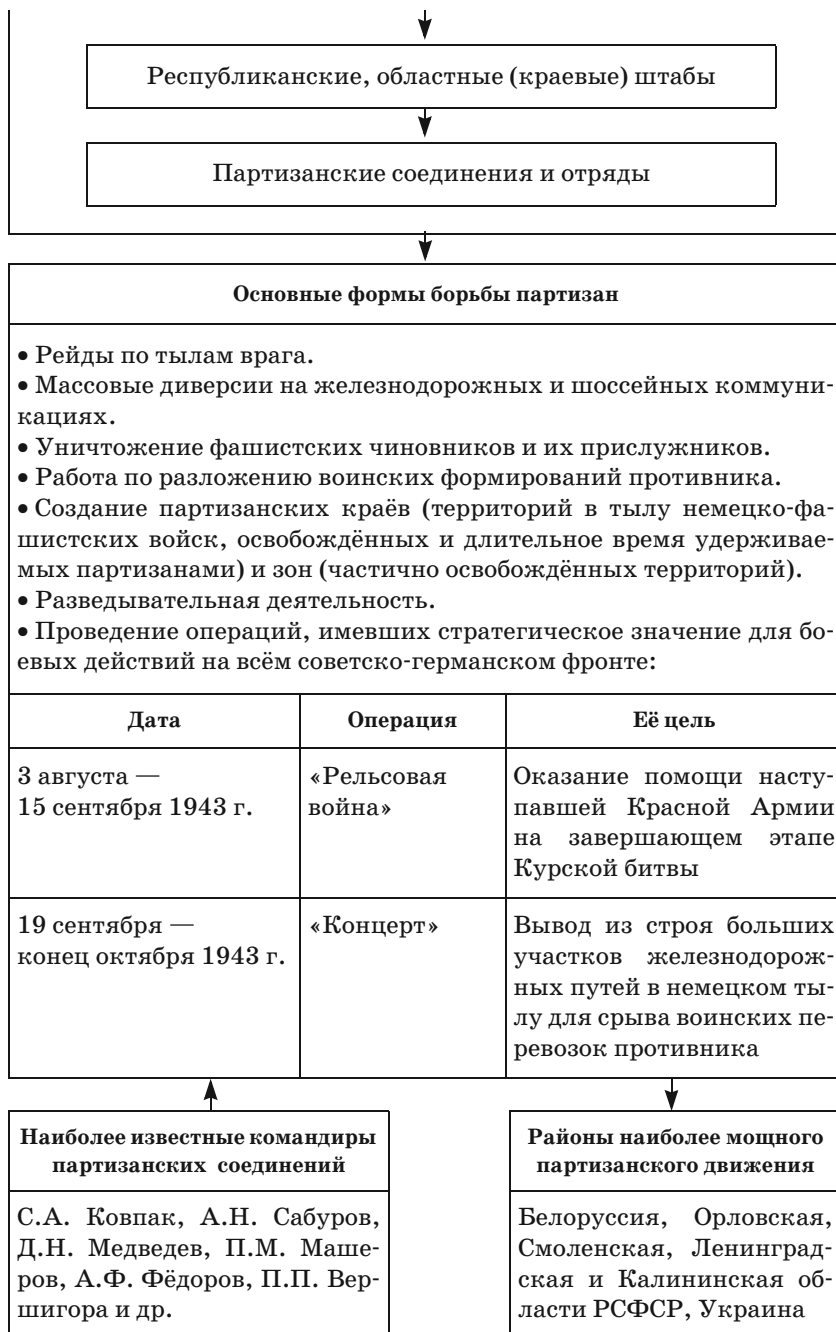 Республиканские, областные (краевые) штабы
Партизанские соединения и отряды
Основные формы борьбы партизан
• Рейды по тылам врага.
• Массовые диверсии на железнодорожных и шоссейных коммуни-
кациях.
• Уничтожение фашистских чиновников и их прислужников.
• Работа по разложению воинских формирований противника.
• Создание партизанских краёв (территорий в тылу немецко-фа-
шистских войск, освобождённых и длительное время удерживае-
мых партизанами) и зон (частично освобождённых территорий).
• Разведывательная деятельность.
• Проведение операций, имевших стратегическое значение для бо-
евых действий на всём советско-германском фронте:
Дата
Операция
Её цель
3 августа —
15 сентября 1943 г.
«Рельсовая
война»
Оказание помощи насту-
павшей Красной Армии
на завершающем этапе
Курской битвы
19 сентября —
конец октября 1943 г.
«Концерт»
Вывод из строя больших
участков железнодорож-
ных путей в немецком ты-
лу для срыва воинских пе-
ревозок противника
Наиболее известные командиры
партизанских соединений
С.А. Ковпак, А.Н. Сабуров,
Д.Н. Медведев, П.М. Маше-
ров, А.Ф. Фёдоров, П.П. Вер-
шигора и др.
Районы наиболее мощного
партизанского движения
Белоруссия, Орловская,
Смоленская, Ленинград-
ская и Калининская об-
ласти РСФСР, Украина